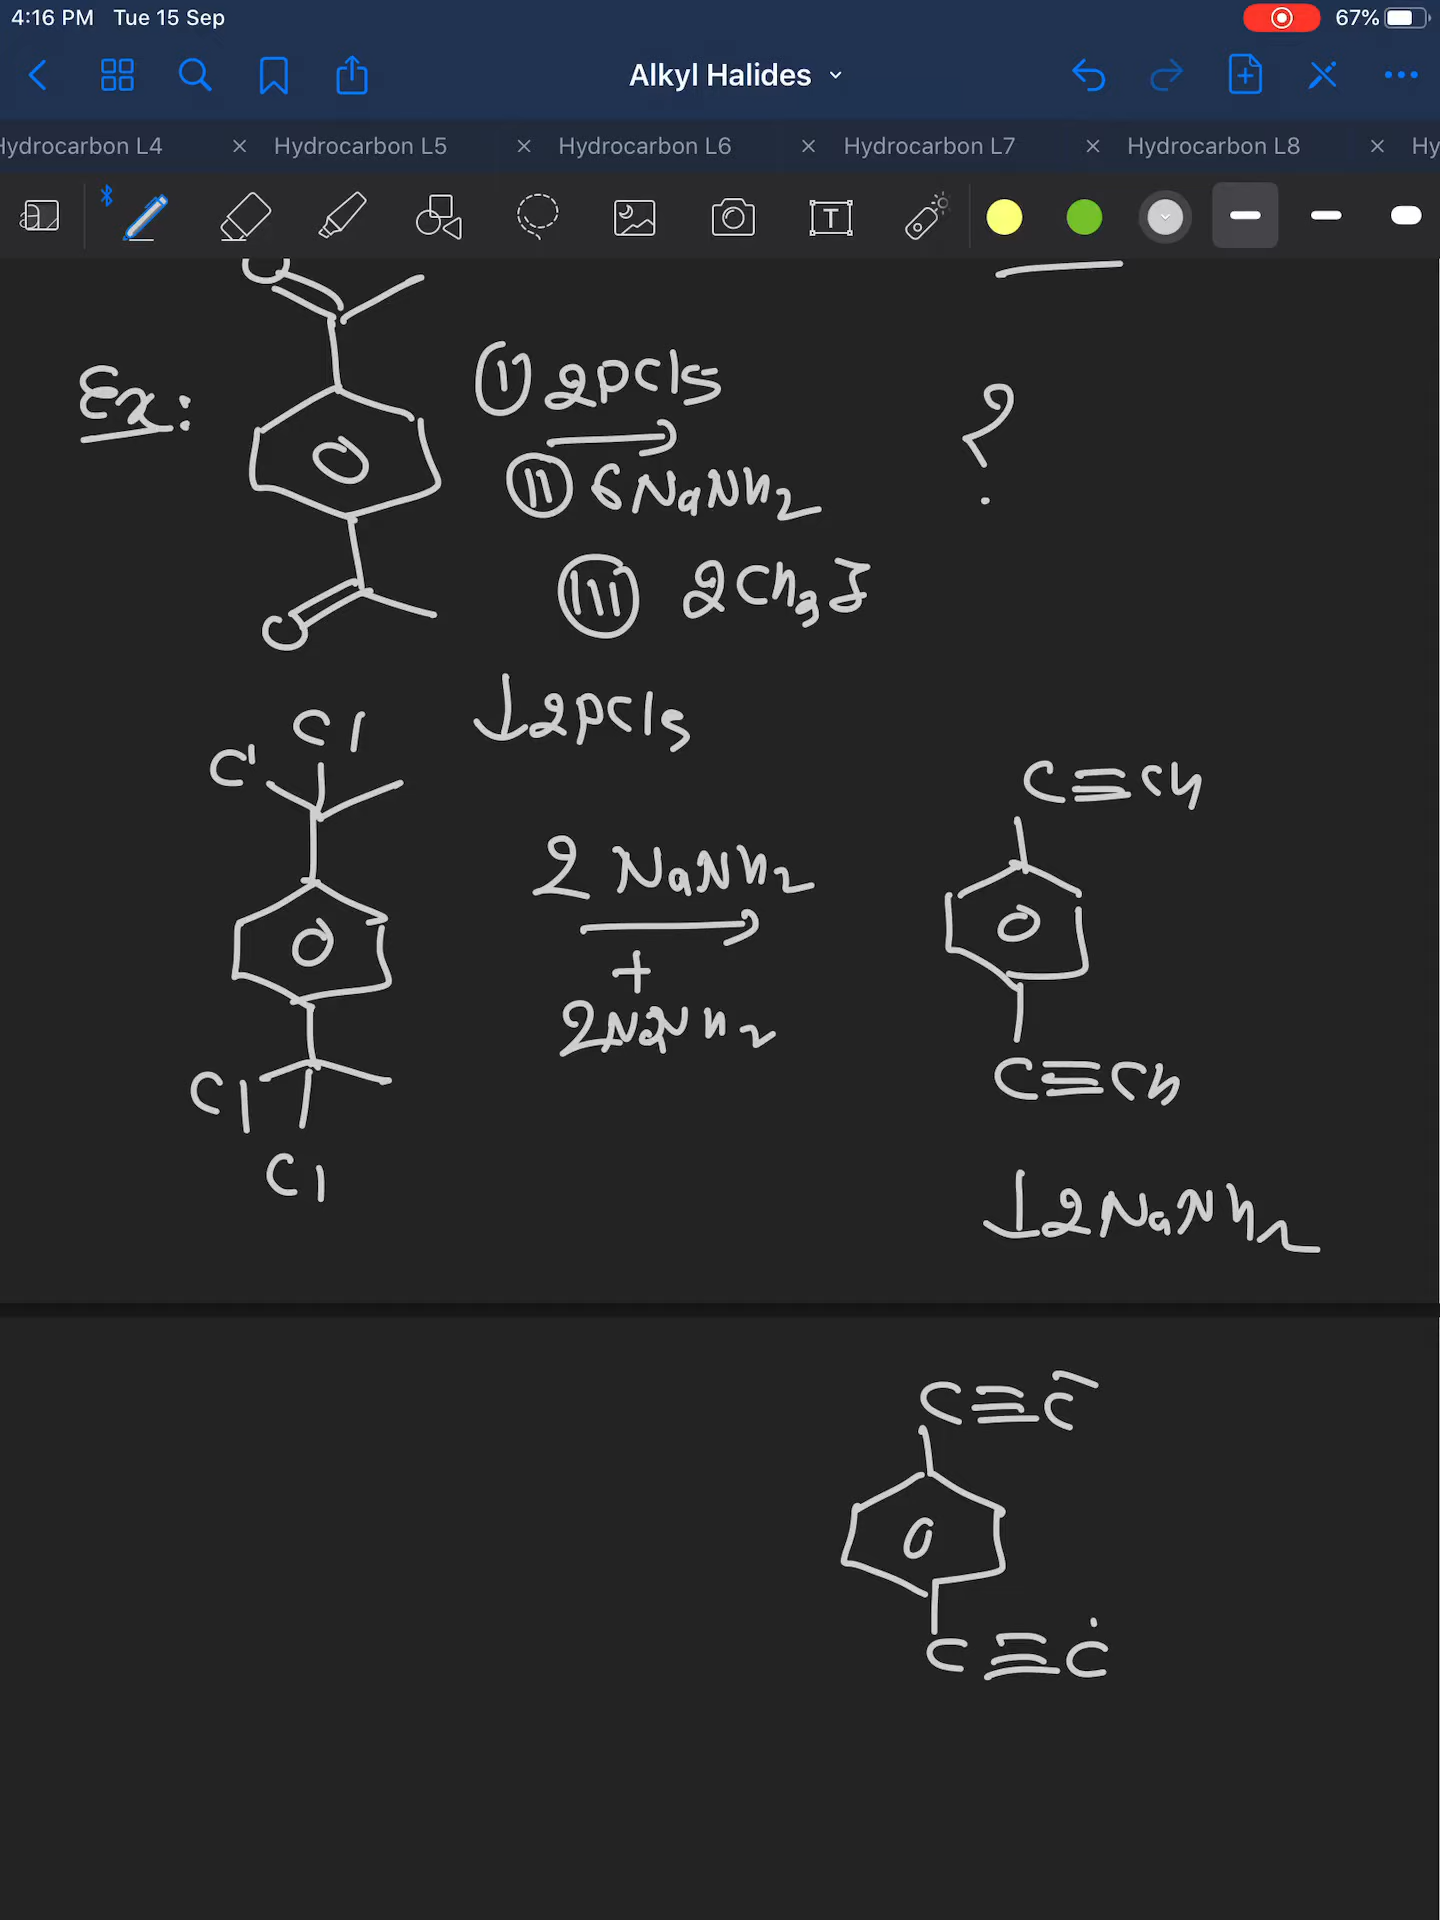 4:16 PM Tue 15 Sep 67%
Alkyl Halides
Hydrocarbon L4 × Hydrocarbon L5 × Hydrocarbon L6 × Hydrocarbon L7 × Hydrocarbon L8 × Hy
a T
O
Ex: O I 2PCl5 ?
II 6NaNH2
III 2CH3I
O
↓2PCl5
Cl
Cl
C≡CH
2 NaNH2
O O
+
2NaNH2
Cl
C≡CH
Cl
↓2NaNH2
C≡C̄
O
C≡Ċ